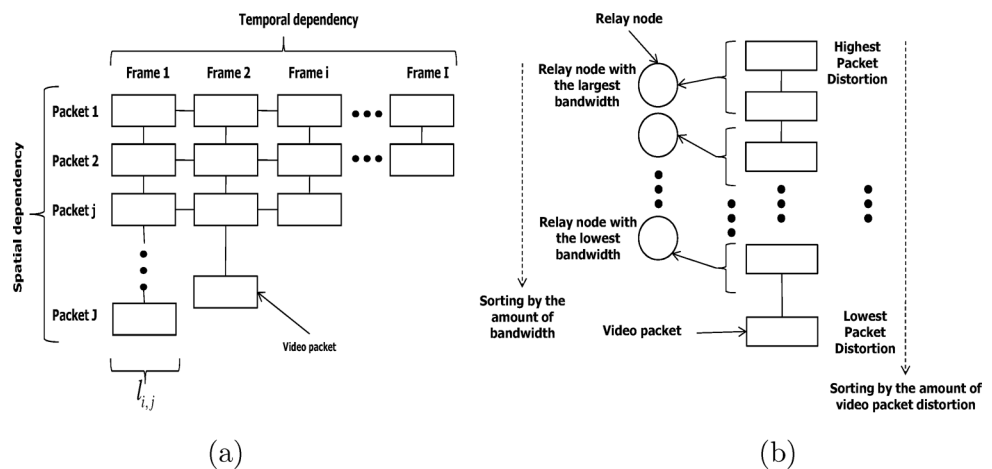 Temporal dependency
Frame 1
Frame 2
Frame i
Frame I
Spatial dependency
Packet 1
Packet 2
Packet j
Packet J
Video packet
l_{i,j}
(a)
Relay node
Relay node with
the largest
bandwidth
Highest
Packet
Distortion
Relay node with
the lowest
bandwidth
Sorting by the
amount of
bandwidth
Video packet
Lowest
Packet
Distortion
Sorting by the amount of
video packet distortion
(b)